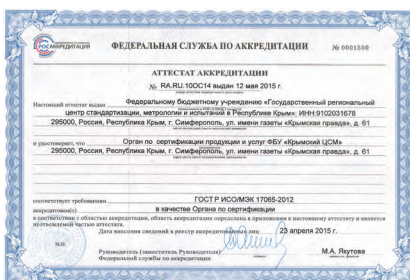 РОСАККРЕДИТАЦИЯ
ФЕДЕРАЛЬНАЯ СЛУЖБА ПО АККРЕДИТАЦИИ
№ 0001580
АТТЕСТАТ АККРЕДИТАЦИИ
№ RA.RU.10ОС14 выдан 12 мая 2015 г.
Настоящий аттестат выдан Федеральному бюджетному учреждению «Государственный региональный
центр стандартизации, метрологии и испытаний в Республике Крым»; ИНН:9102031678
295000, Россия, Республика Крым, г. Симферополь, ул. имени газеты «Крымская правда», д. 61
и удостоверяет, что Орган по сертификации продукции и услуг ФБУ «Крымский ЦСМ»
295000, Россия, Республика Крым, г. Симферополь, ул. имени газеты «Крымская правда», д. 61
соответствует требованиям ГОСТ Р ИСО/МЭК 17065-2012
аккредитован(о) в качестве Органа по сертификации
в соответствии с областью аккредитации, область аккредитации определена в приложении к настоящему аттестату и является
неотъемлемой частью аттестата.
Дата внесения сведений в реестр аккредитованных лиц 23 апреля 2015 г.
М.П.
Руководитель (заместитель Руководителя)
Федеральной службы по аккредитации
М.А. Якутова